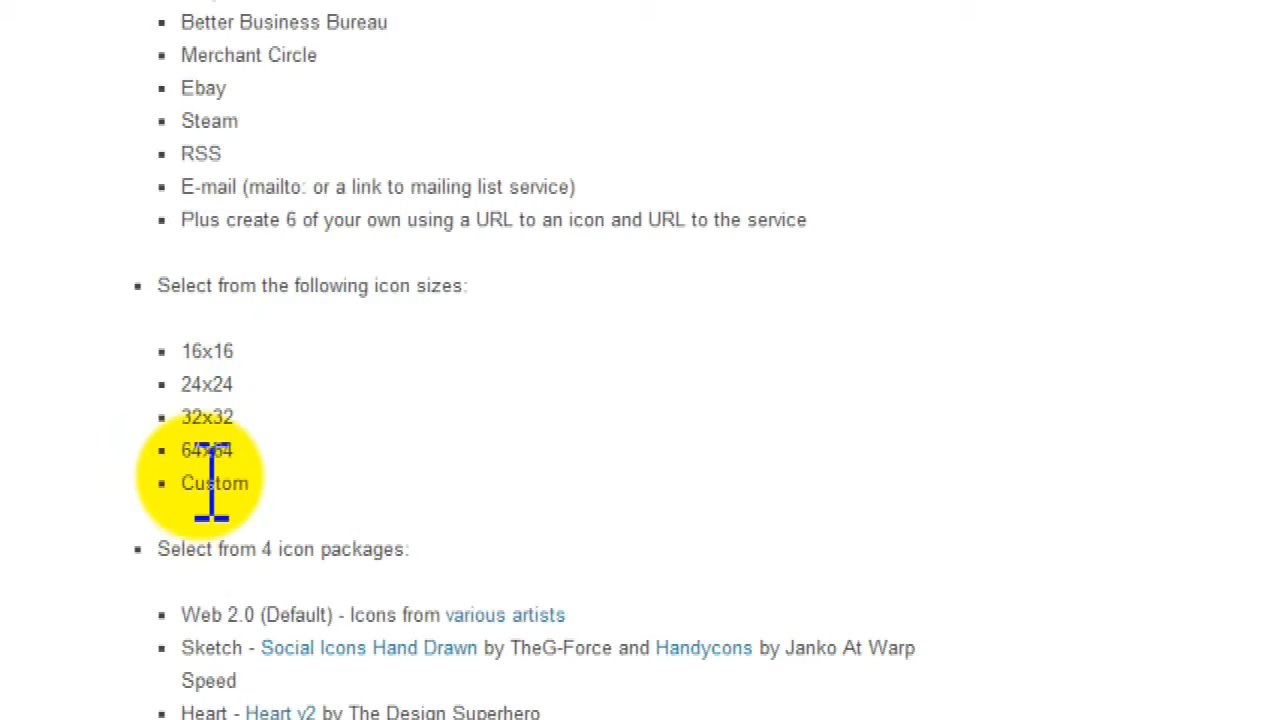 Better Business Bureau
Merchant Circle
Ebay
Steam
RSS
E-mail (mailto: or a link to mailing list service)
Plus create 6 of your own using a URL to an icon and URL to the service
Select from the following icon sizes:
16x16
24x24
32x32
64x64
Custom
Select from 4 icon packages:
Web 2.0 (Default) - Icons from various artists
Sketch - Social Icons Hand Drawn by TheG-Force and Handycons by Janko At Warp
Speed
Heart - Heart v2 by The Design Superhero